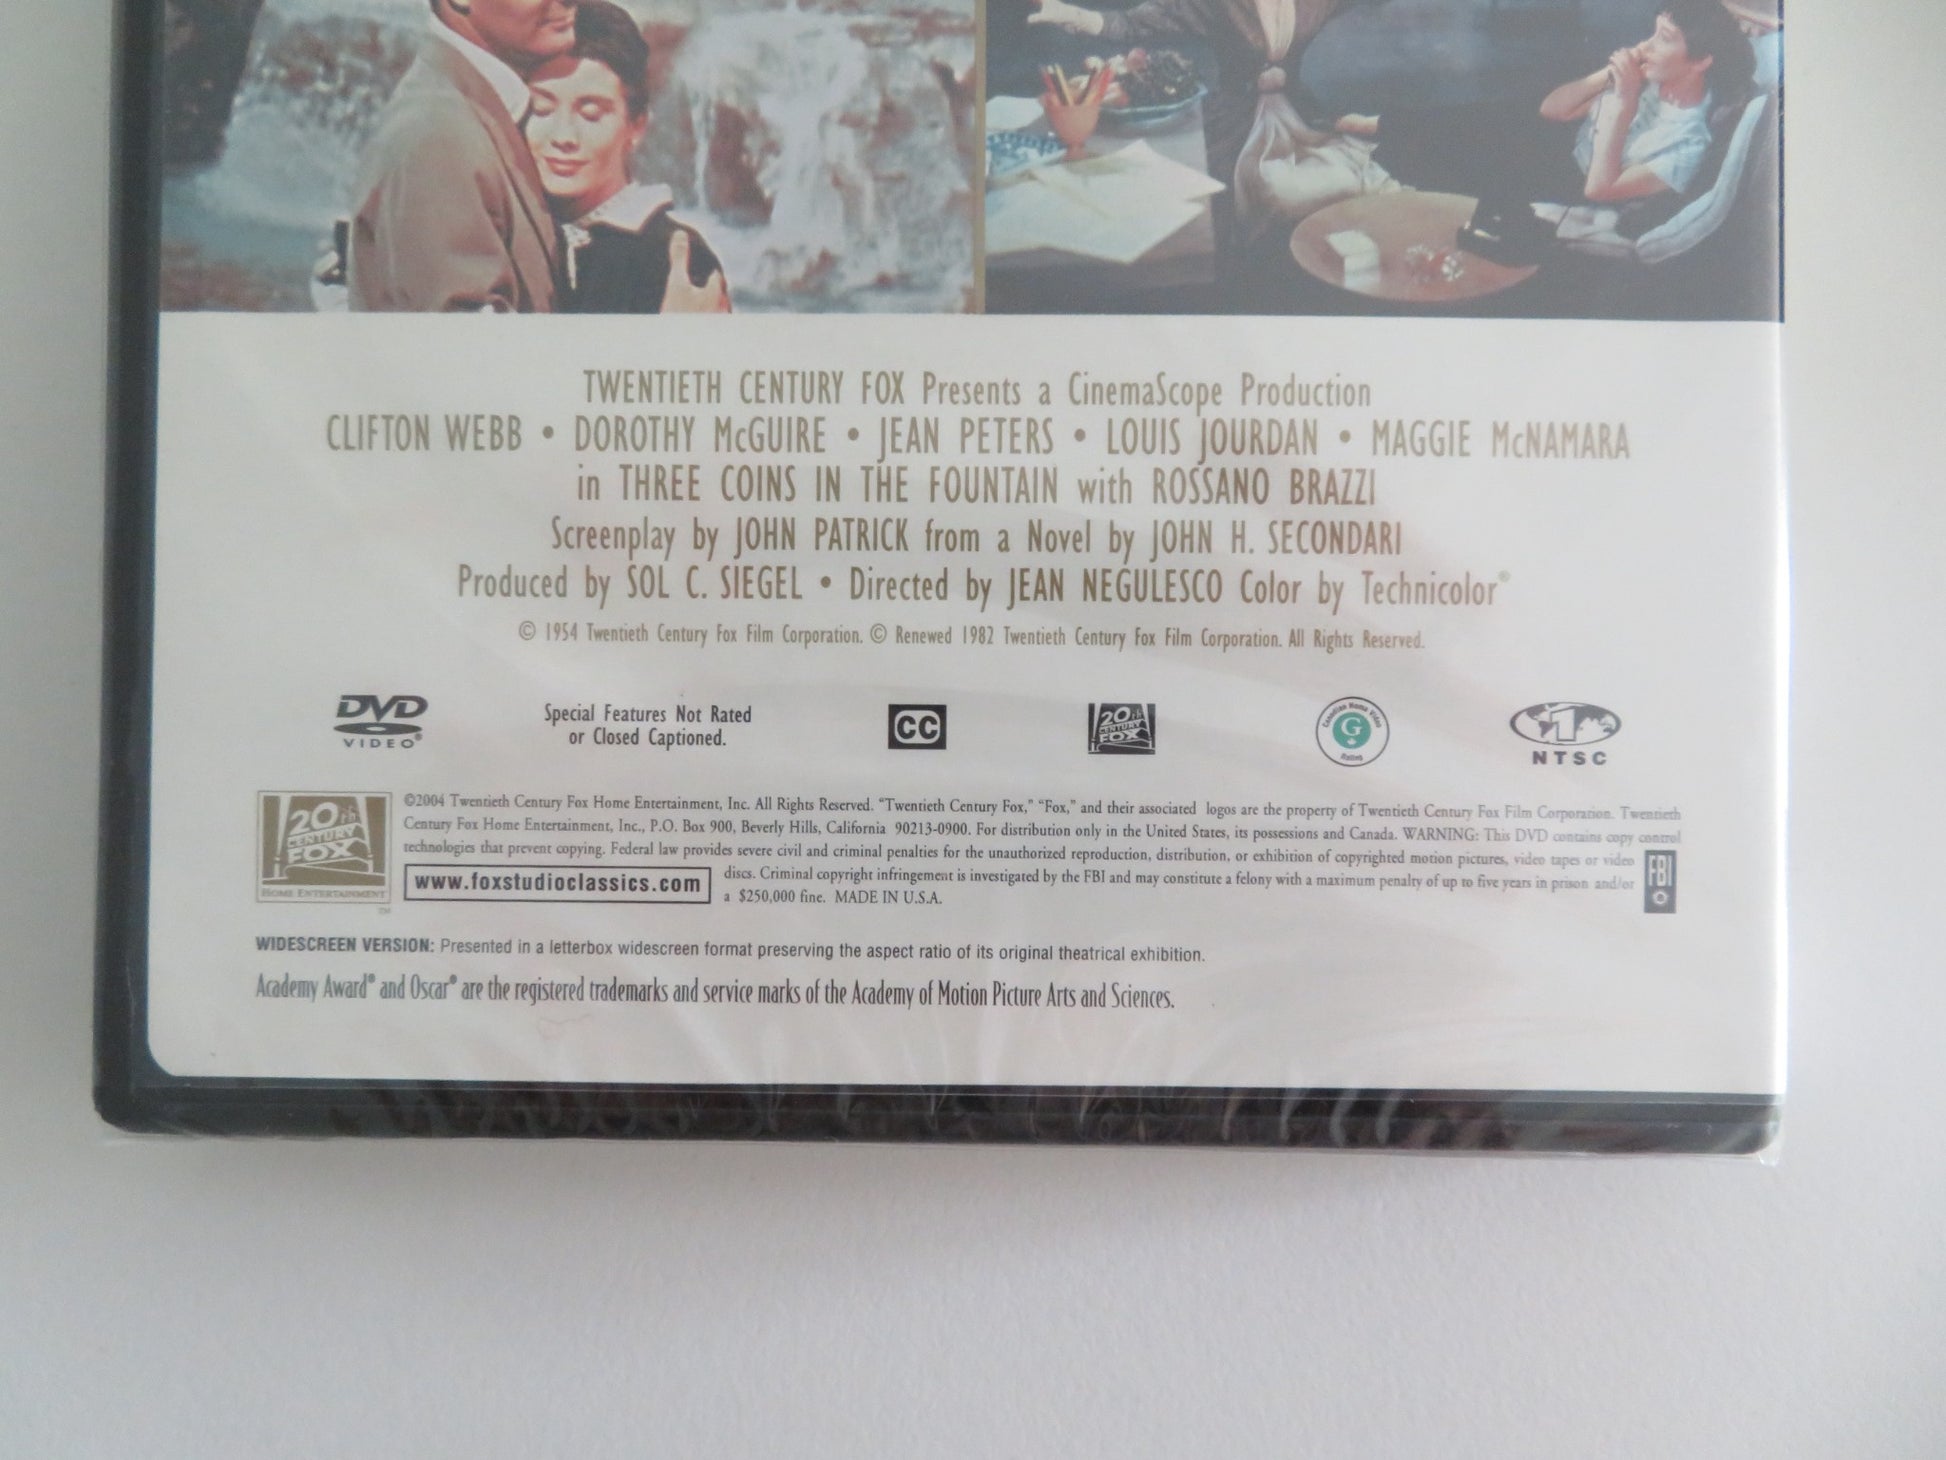 TWENTIETH CENTURY FOX Presents a CinemaScope Production
CLIFTON WEBB • DOROTHY McGUIRE • JEAN PETERS • LOUIS JOURDAN • MAGGIE McNAMARA
in THREE COINS IN THE FOUNTAIN with ROSSANO BRAZZI
Screenplay by JOHN PATRICK from a Novel by JOHN H. SECONDARI
Produced by SOL C. SIEGEL • Directed by JEAN NEGULESCO Color by Technicolor®
© 1954 Twentieth Century Fox Film Corporation. © Renewed 1982 Twentieth Century Fox Film Corporation. All Rights Reserved.
DVD
VIDEO®
Special Features Not Rated
or Closed Captioned.
CC
20th
CENTURY
FOX
Canadian Home Video
G
Rated
1
NTSC
20th
CENTURY
FOX
HOME ENTERTAINMENT
TM
©2004 Twentieth Century Fox Home Entertainment, Inc. All Rights Reserved. "Twentieth Century Fox," "Fox," and their associated logos are the property of Twentieth Century Fox Film Corporation. Twentieth
Century Fox Home Entertainment, Inc., P.O. Box 900, Beverly Hills, California 90213-0900. For distribution only in the United States, its possessions and Canada. WARNING: This DVD contains copy control
technologies that prevent copying. Federal law provides severe civil and criminal penalties for the unauthorized reproduction, distribution, or exhibition of copyrighted motion pictures, video tapes or video
discs. Criminal copyright infringement is investigated by the FBI and may constitute a felony with a maximum penalty of up to five years in prison and/or
a $250,000 fine. MADE IN U.S.A.
www.foxstudioclassics.com
FBI
WIDESCREEN VERSION: Presented in a letterbox widescreen format preserving the aspect ratio of its original theatrical exhibition.
Academy Award® and Oscar® are the registered trademarks and service marks of the Academy of Motion Picture Arts and Sciences.